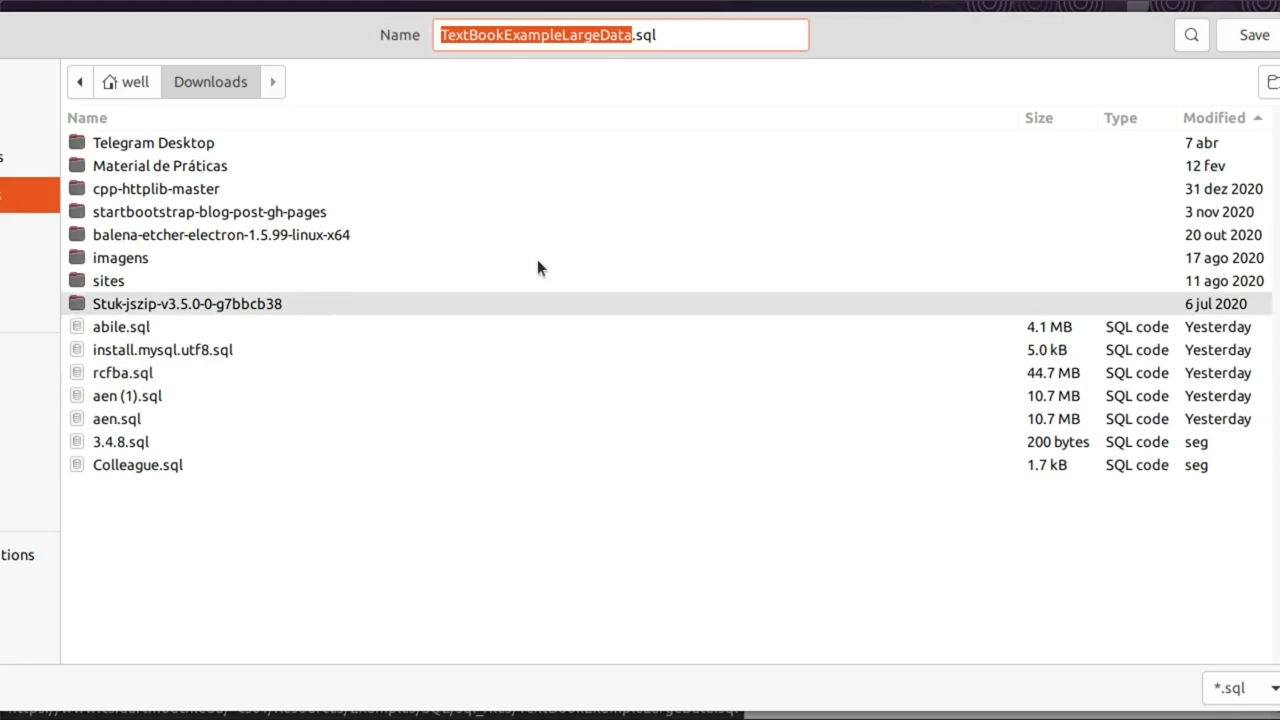 Name TextBookExampleLargeData.sql Save
well Downloads
Name Size Type Modified
Telegram Desktop 7 abr
Material de Práticas 12 fev
cpp-httplib-master 31 dez 2020
startbootstrap-blog-post-gh-pages 3 nov 2020
balena-etcher-electron-1.5.99-linux-x64 20 out 2020
imagens 17 ago 2020
sites 11 ago 2020
Stuk-jszip-v3.5.0-0-g7bbcb38 6 jul 2020
abile.sql 4.1 MB SQL code Yesterday
install.mysql.utf8.sql 5.0 kB SQL code Yesterday
rcfba.sql 44.7 MB SQL code Yesterday
aen (1).sql 10.7 MB SQL code Yesterday
aen.sql 10.7 MB SQL code Yesterday
3.4.8.sql 200 bytes SQL code seg
Colleague.sql 1.7 kB SQL code seg
tions
*.sql